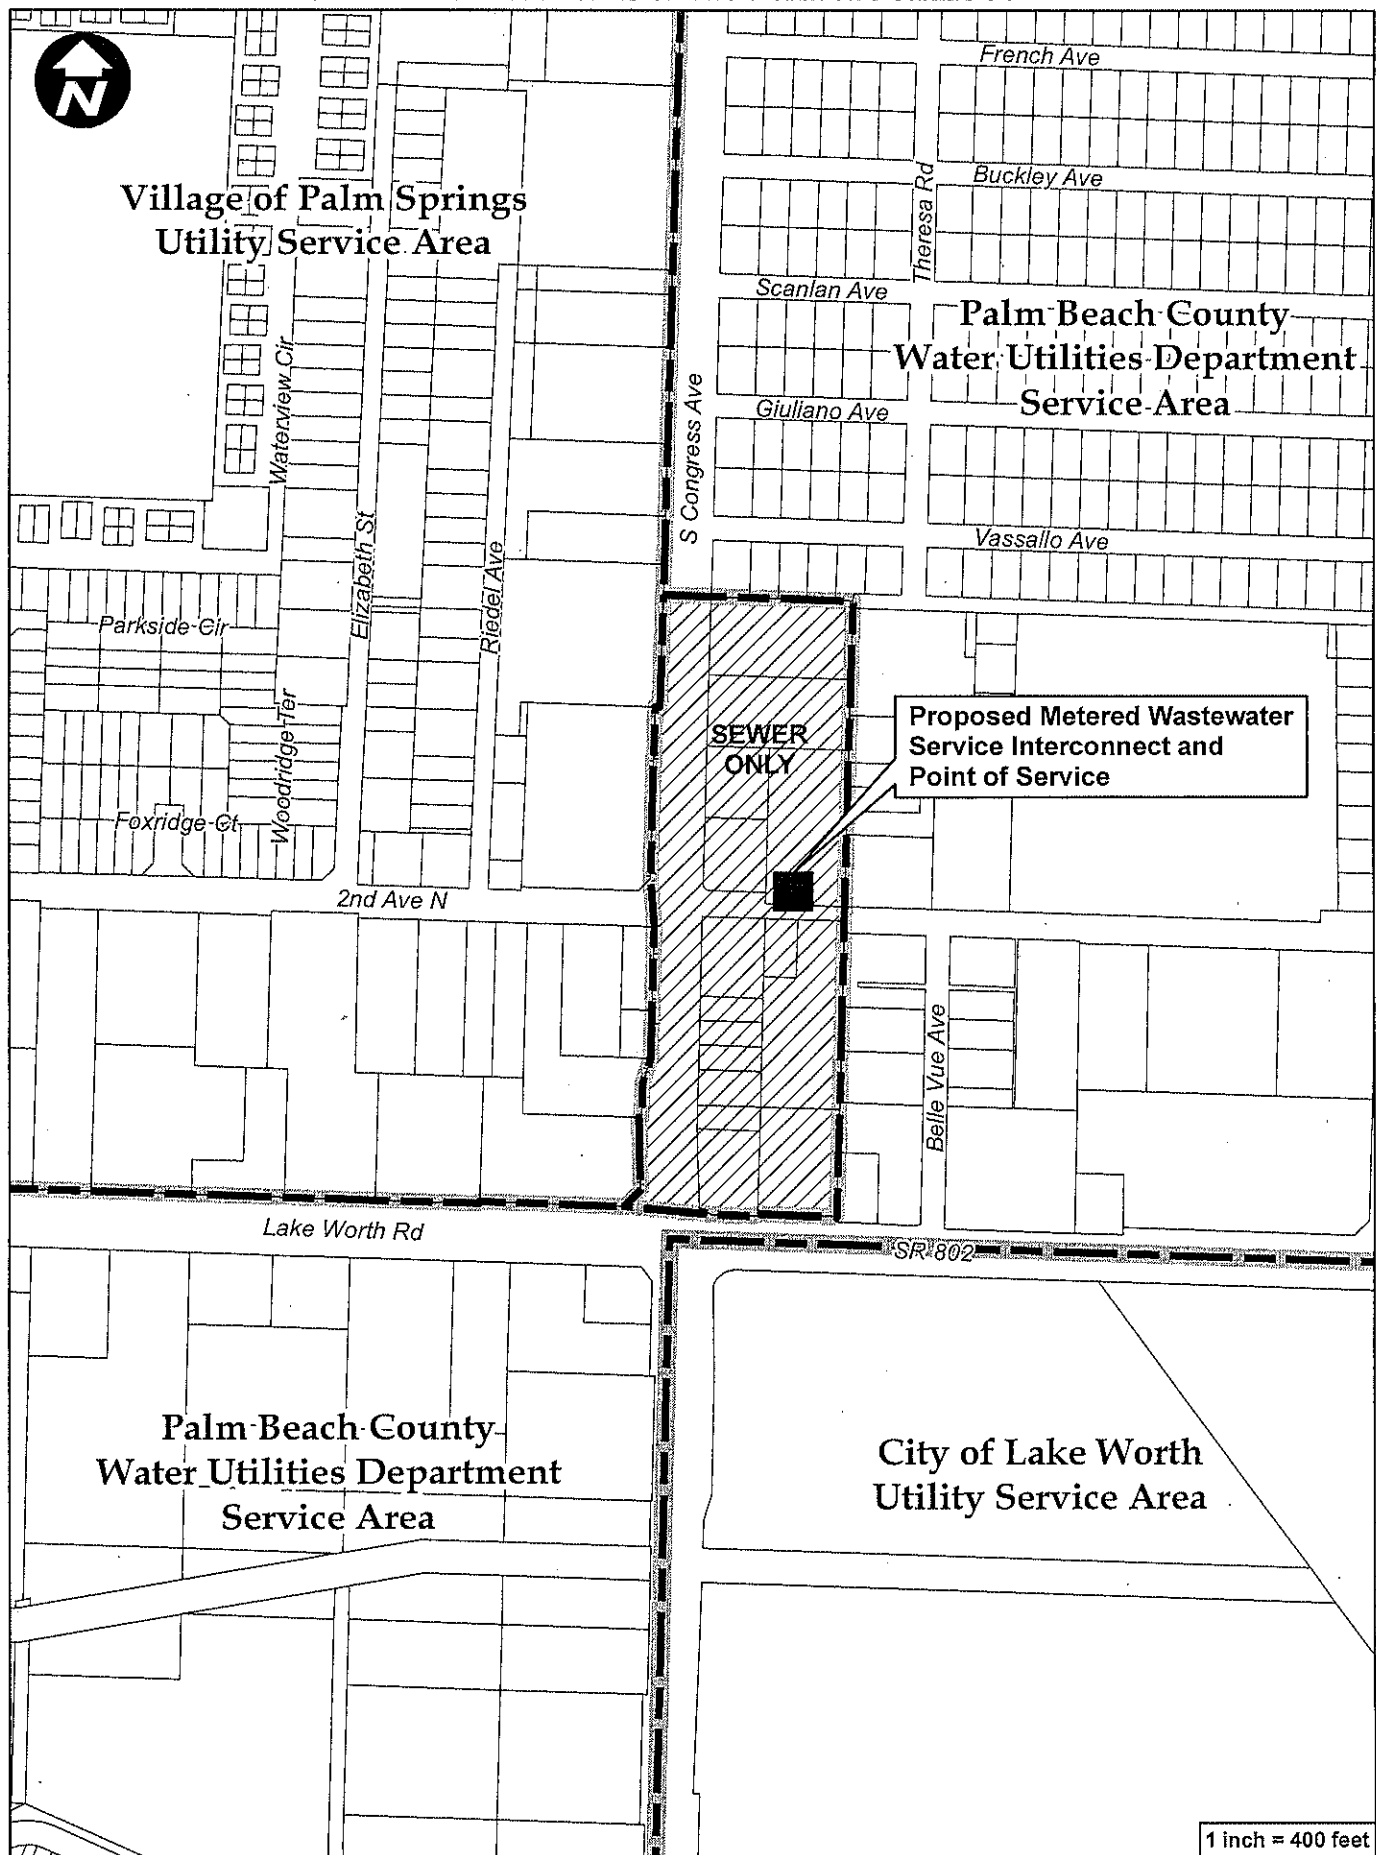 N
French Ave
Buckley Ave
Theresa Rd
Village of Palm Springs
Utility Service Area
Scanlan Ave
Palm Beach County
Water Utilities Department
Service Area
Waterview Cir
S Congress Ave
Giuliano Ave
Elizabeth St
Riedel Ave
Vassallo Ave
Parkside Cir
Woodridge Ter
SEWER
ONLY
Proposed Metered Wastewater
Service Interconnect and
Point of Service
Foxridge Ct
2nd Ave N
Belle Vue Ave
Lake Worth Rd
SR 802
Palm Beach County
Water Utilities Department
Service Area
City of Lake Worth
Utility Service Area
1 inch = 400 feet